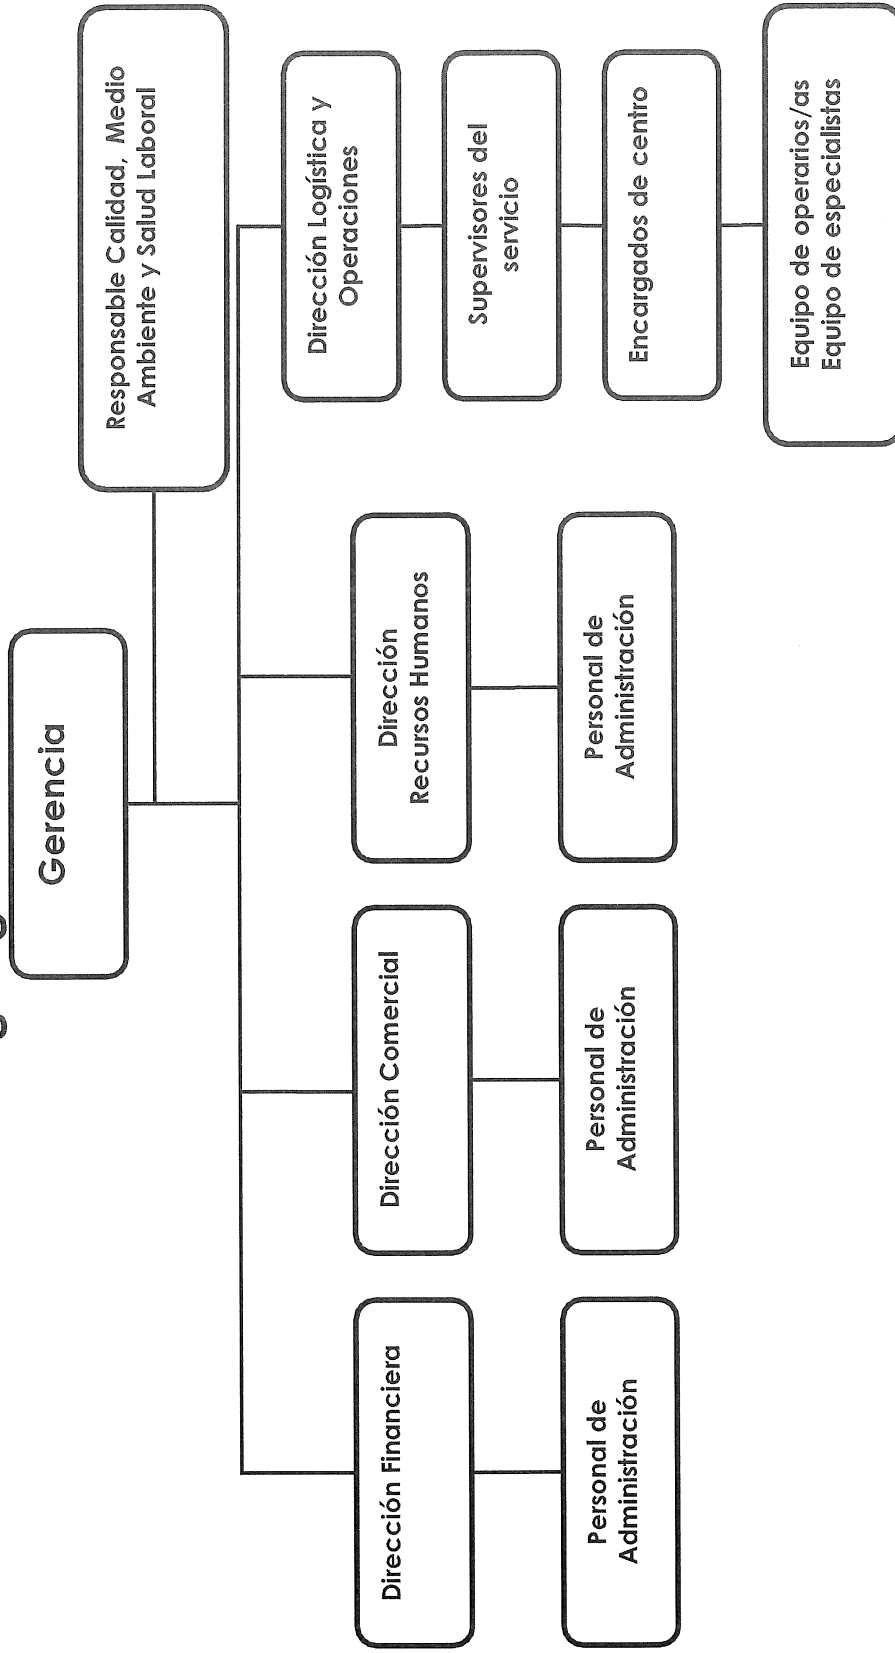 Gerencia
Responsable Calidad, Medio
Ambiente y Salud Laboral
Dirección Financiera
Dirección Comercial
Dirección
Recursos Humanos
Dirección Logística y
Operaciones
Personal de
Administración
Personal de
Administración
Personal de
Administración
Supervisores del
servicio
Encargados de centro
Equipo de operarios/as
Equipo de especialistas